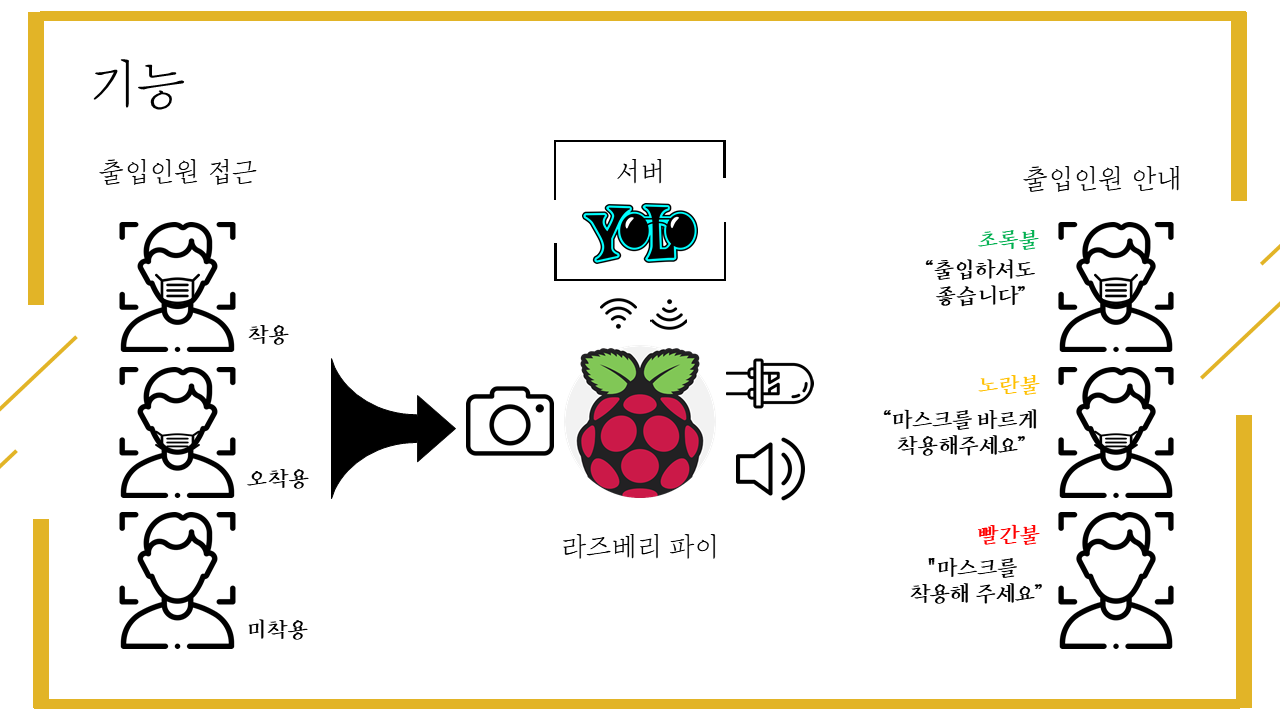 기능
출입인원 접근
착용
오착용
미착용
서버
YOLO
라즈베리 파이
출입인원 안내
초록불
“출입하셔도
좋습니다”
노란불
“마스크를 바르게
착용해주세요”
빨간불
"마스크를
착용해 주세요”